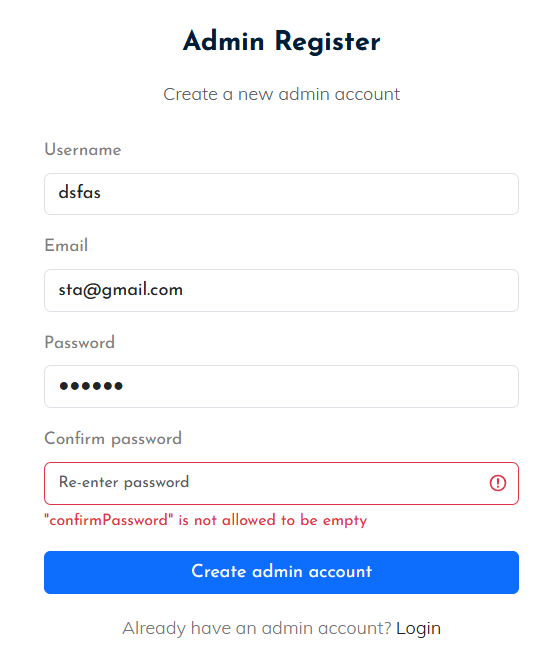 Admin Register
Create a new admin account
Username
dsfas
Email
sta@gmail.com
Password
●●●●●●
Confirm password
Re-enter password
"confirmPassword" is not allowed to be empty
Create admin account
Already have an admin account? Login